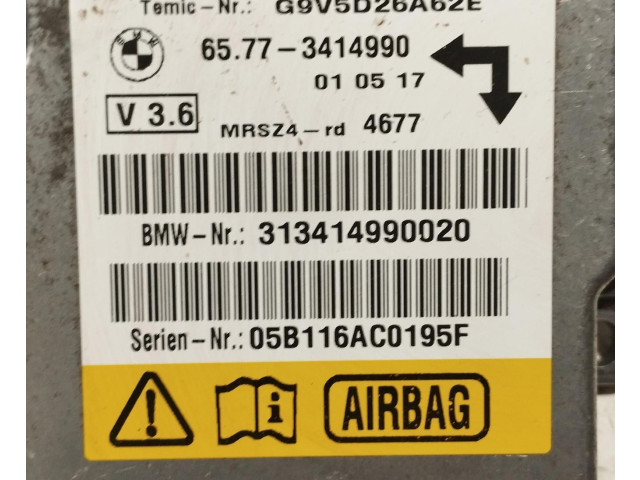 Temic-Nr.: G9V5D26A62E
BMW
65.77-3414990
01 05 17
V 3.6
MRSZ4-rd 4677
BMW-Nr.: 313414990020
Serien-Nr.: 05B116AC0195F
! i AIRBAG